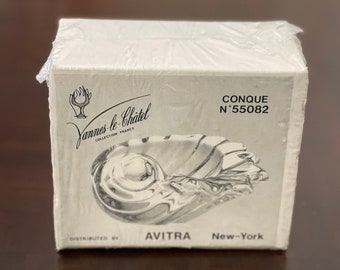 CONQUE
N°55082
Vannes-le-Châtel
COLLECTION FRANCE
DISTRIBUTED BY AVITRA New-York